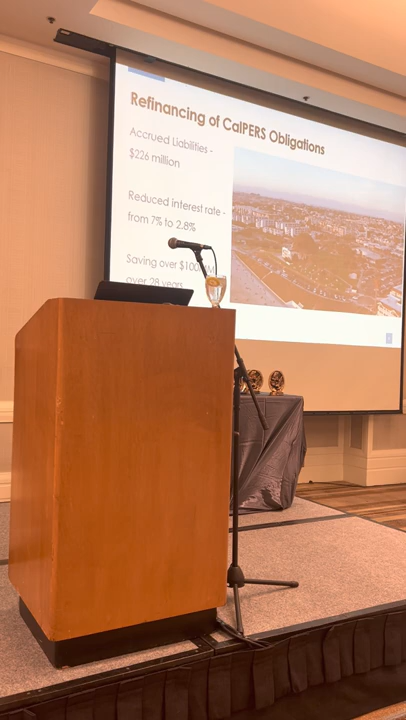 Refinancing of CalPERS Obligations
Accrued Liabilities -
$226 million
Reduced interest rate -
from 7% to 2.8%
Saving over $100
over 28 years